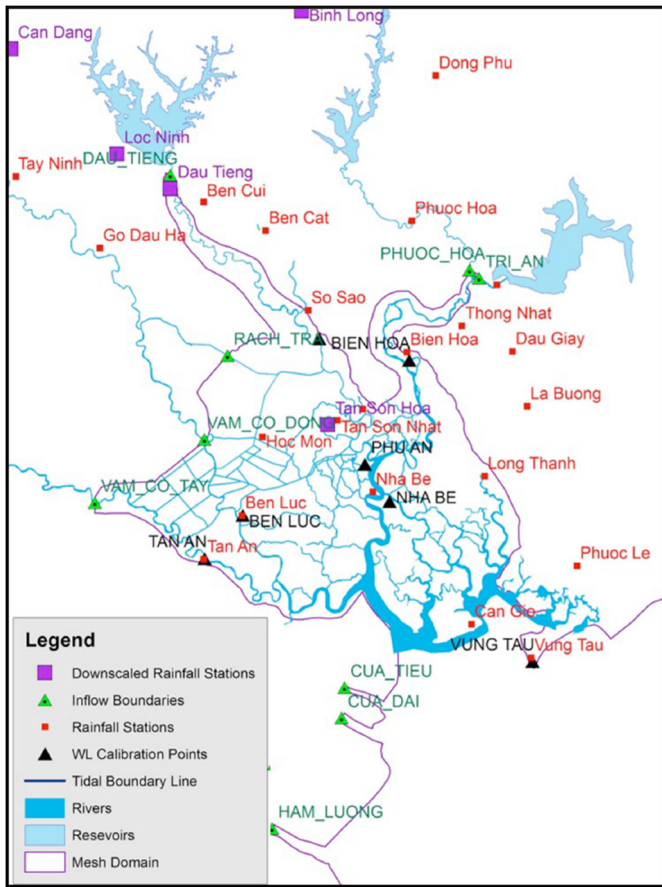 Binh Long
Can Dang
Dong Phu
Loc Ninh
DAU_TIENG
Tay Ninh
Dau Tieng
Ben Cui
Ben Cat
Phuoc Hoa
Go Dau Ha
PHUOC_HOA
TRI_AN
So Sao
Thong Nhat
RACH_TRA
BIEN HOA
Bien Hoa
Dau Giay
La Buong
Tan Son Hoa
VAM_CO_DONG
Tan Son Nhat
Hoc Mon
PHU AN
Long Thanh
VAM_CO_TAY
Nha Be
NHA BE
Ben Luc
BEN LUC
TAN AN
Tan An
Phuoc Le
Can Gio
VUNG TAU
Vung Tau
CUA_TIEU
CUA_DAI
HAM_LUONG
Legend
Downscaled Rainfall Stations
Inflow Boundaries
Rainfall Stations
WL Calibration Points
Tidal Boundary Line
Rivers
Resevoirs
Mesh Domain